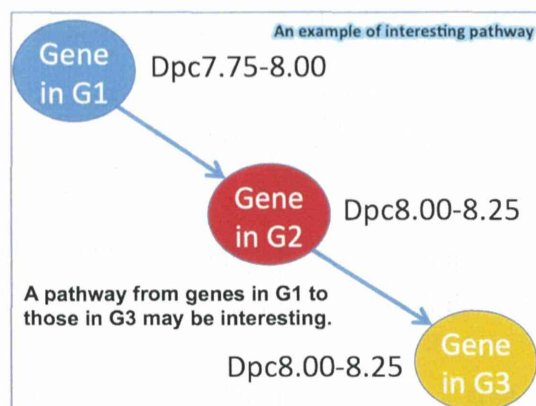 An example of interesting pathway
Gene
in G1
Dpc7.75-8.00
Gene
in G2
Dpc8.00-8.25
A pathway from genes in G1 to
those in G3 may be interesting.
Dpc8.00-8.25
Gene
in G3